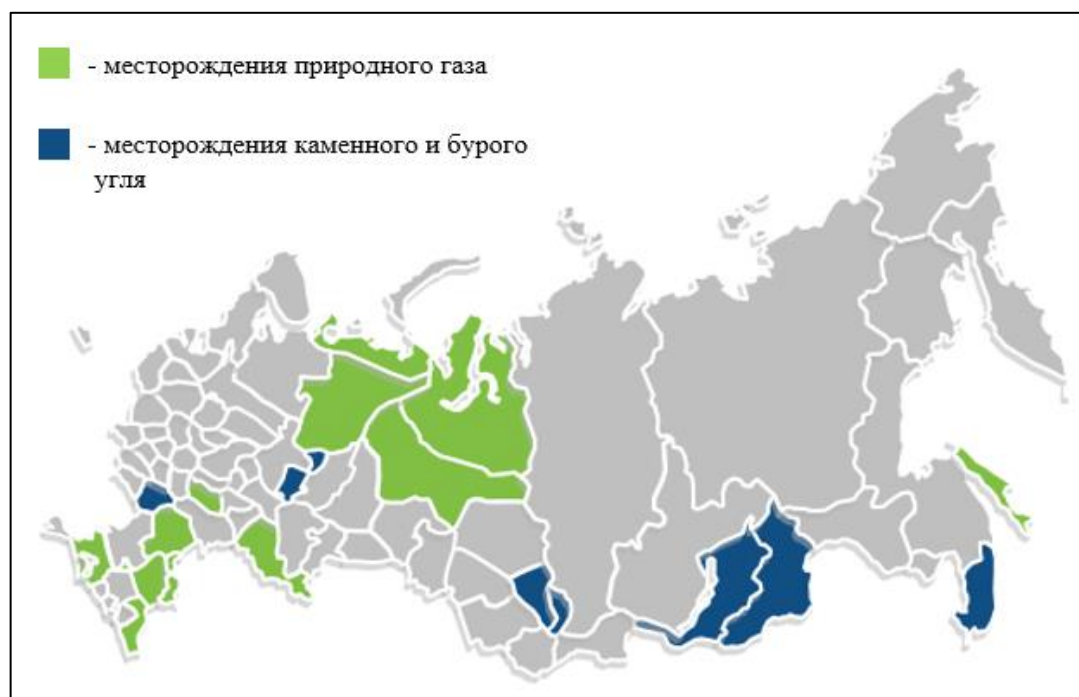 - месторождения природного газа
- месторождения каменного и бурого
угля